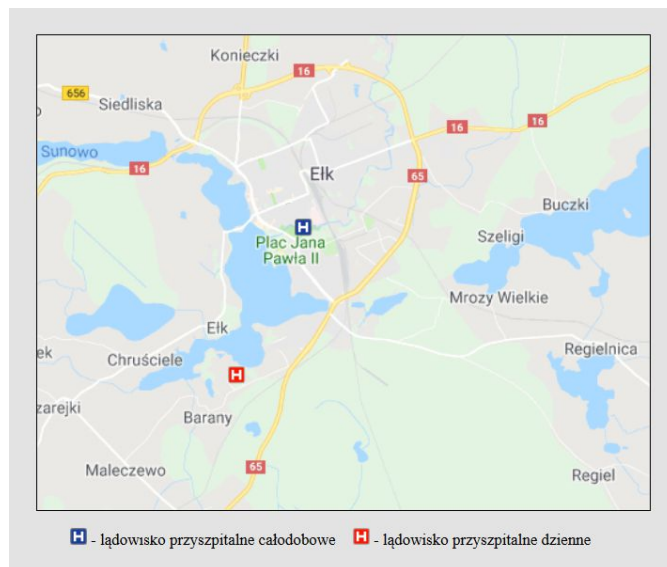 Konieczki
16
656
Siedliska
16
16
Sunowo
16
Ełk
65
Buczki
Plac Jana
Pawła II
Szeligi
Mrozy Wielkie
Ełk
Regielnica
ek
Chruściele
zarejki
Barany
Maleczewo
65
Regiel
H - lądowisko przyszpitalne całodobowe H - lądowisko przyszpitalne dzienne